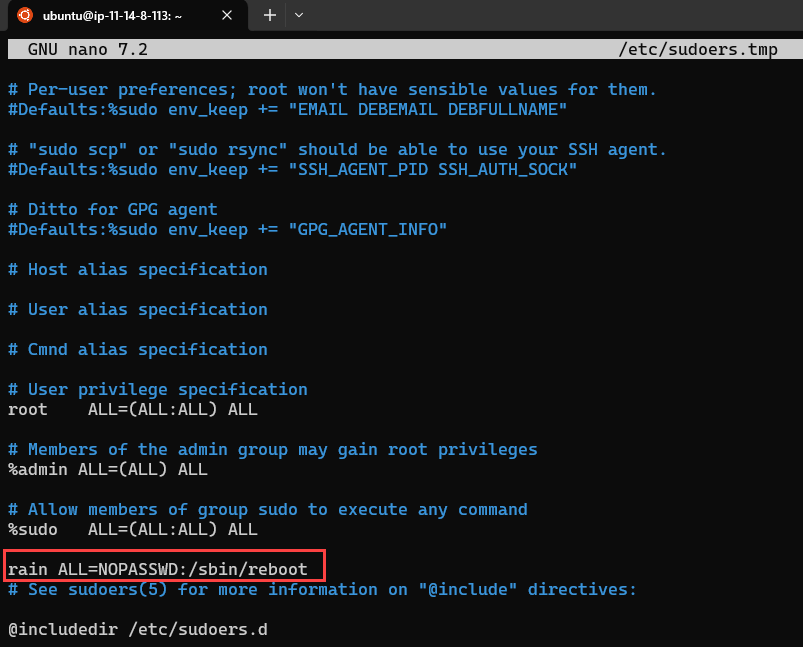 ubuntu@ip-11-14-8-113: ~
GNU nano 7.2 /etc/sudoers.tmp
# Per-user preferences; root won't have sensible values for them.
#Defaults:%sudo env_keep += "EMAIL DEBEMAIL DEBFULLNAME"
# "sudo scp" or "sudo rsync" should be able to use your SSH agent.
#Defaults:%sudo env_keep += "SSH_AGENT_PID SSH_AUTH_SOCK"
# Ditto for GPG agent
#Defaults:%sudo env_keep += "GPG_AGENT_INFO"
# Host alias specification
# User alias specification
# Cmnd alias specification
# User privilege specification
root    ALL=(ALL:ALL) ALL
# Members of the admin group may gain root privileges
%admin ALL=(ALL) ALL
# Allow members of group sudo to execute any command
%sudo   ALL=(ALL:ALL) ALL
rain ALL=NOPASSWD:/sbin/reboot
# See sudoers(5) for more information on "@include" directives:
@includedir /etc/sudoers.d